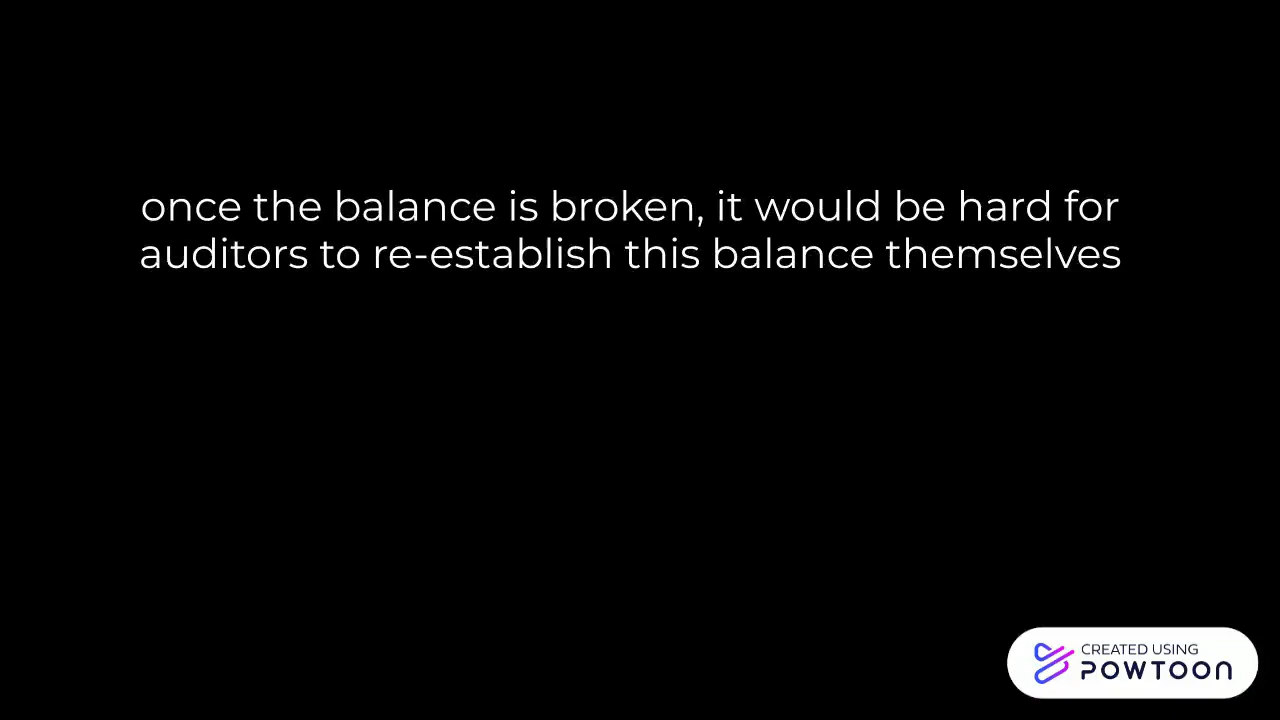 once the balance is broken, it would be hard for
auditors to re-establish this balance themselves
CREATED USING
POWTOON